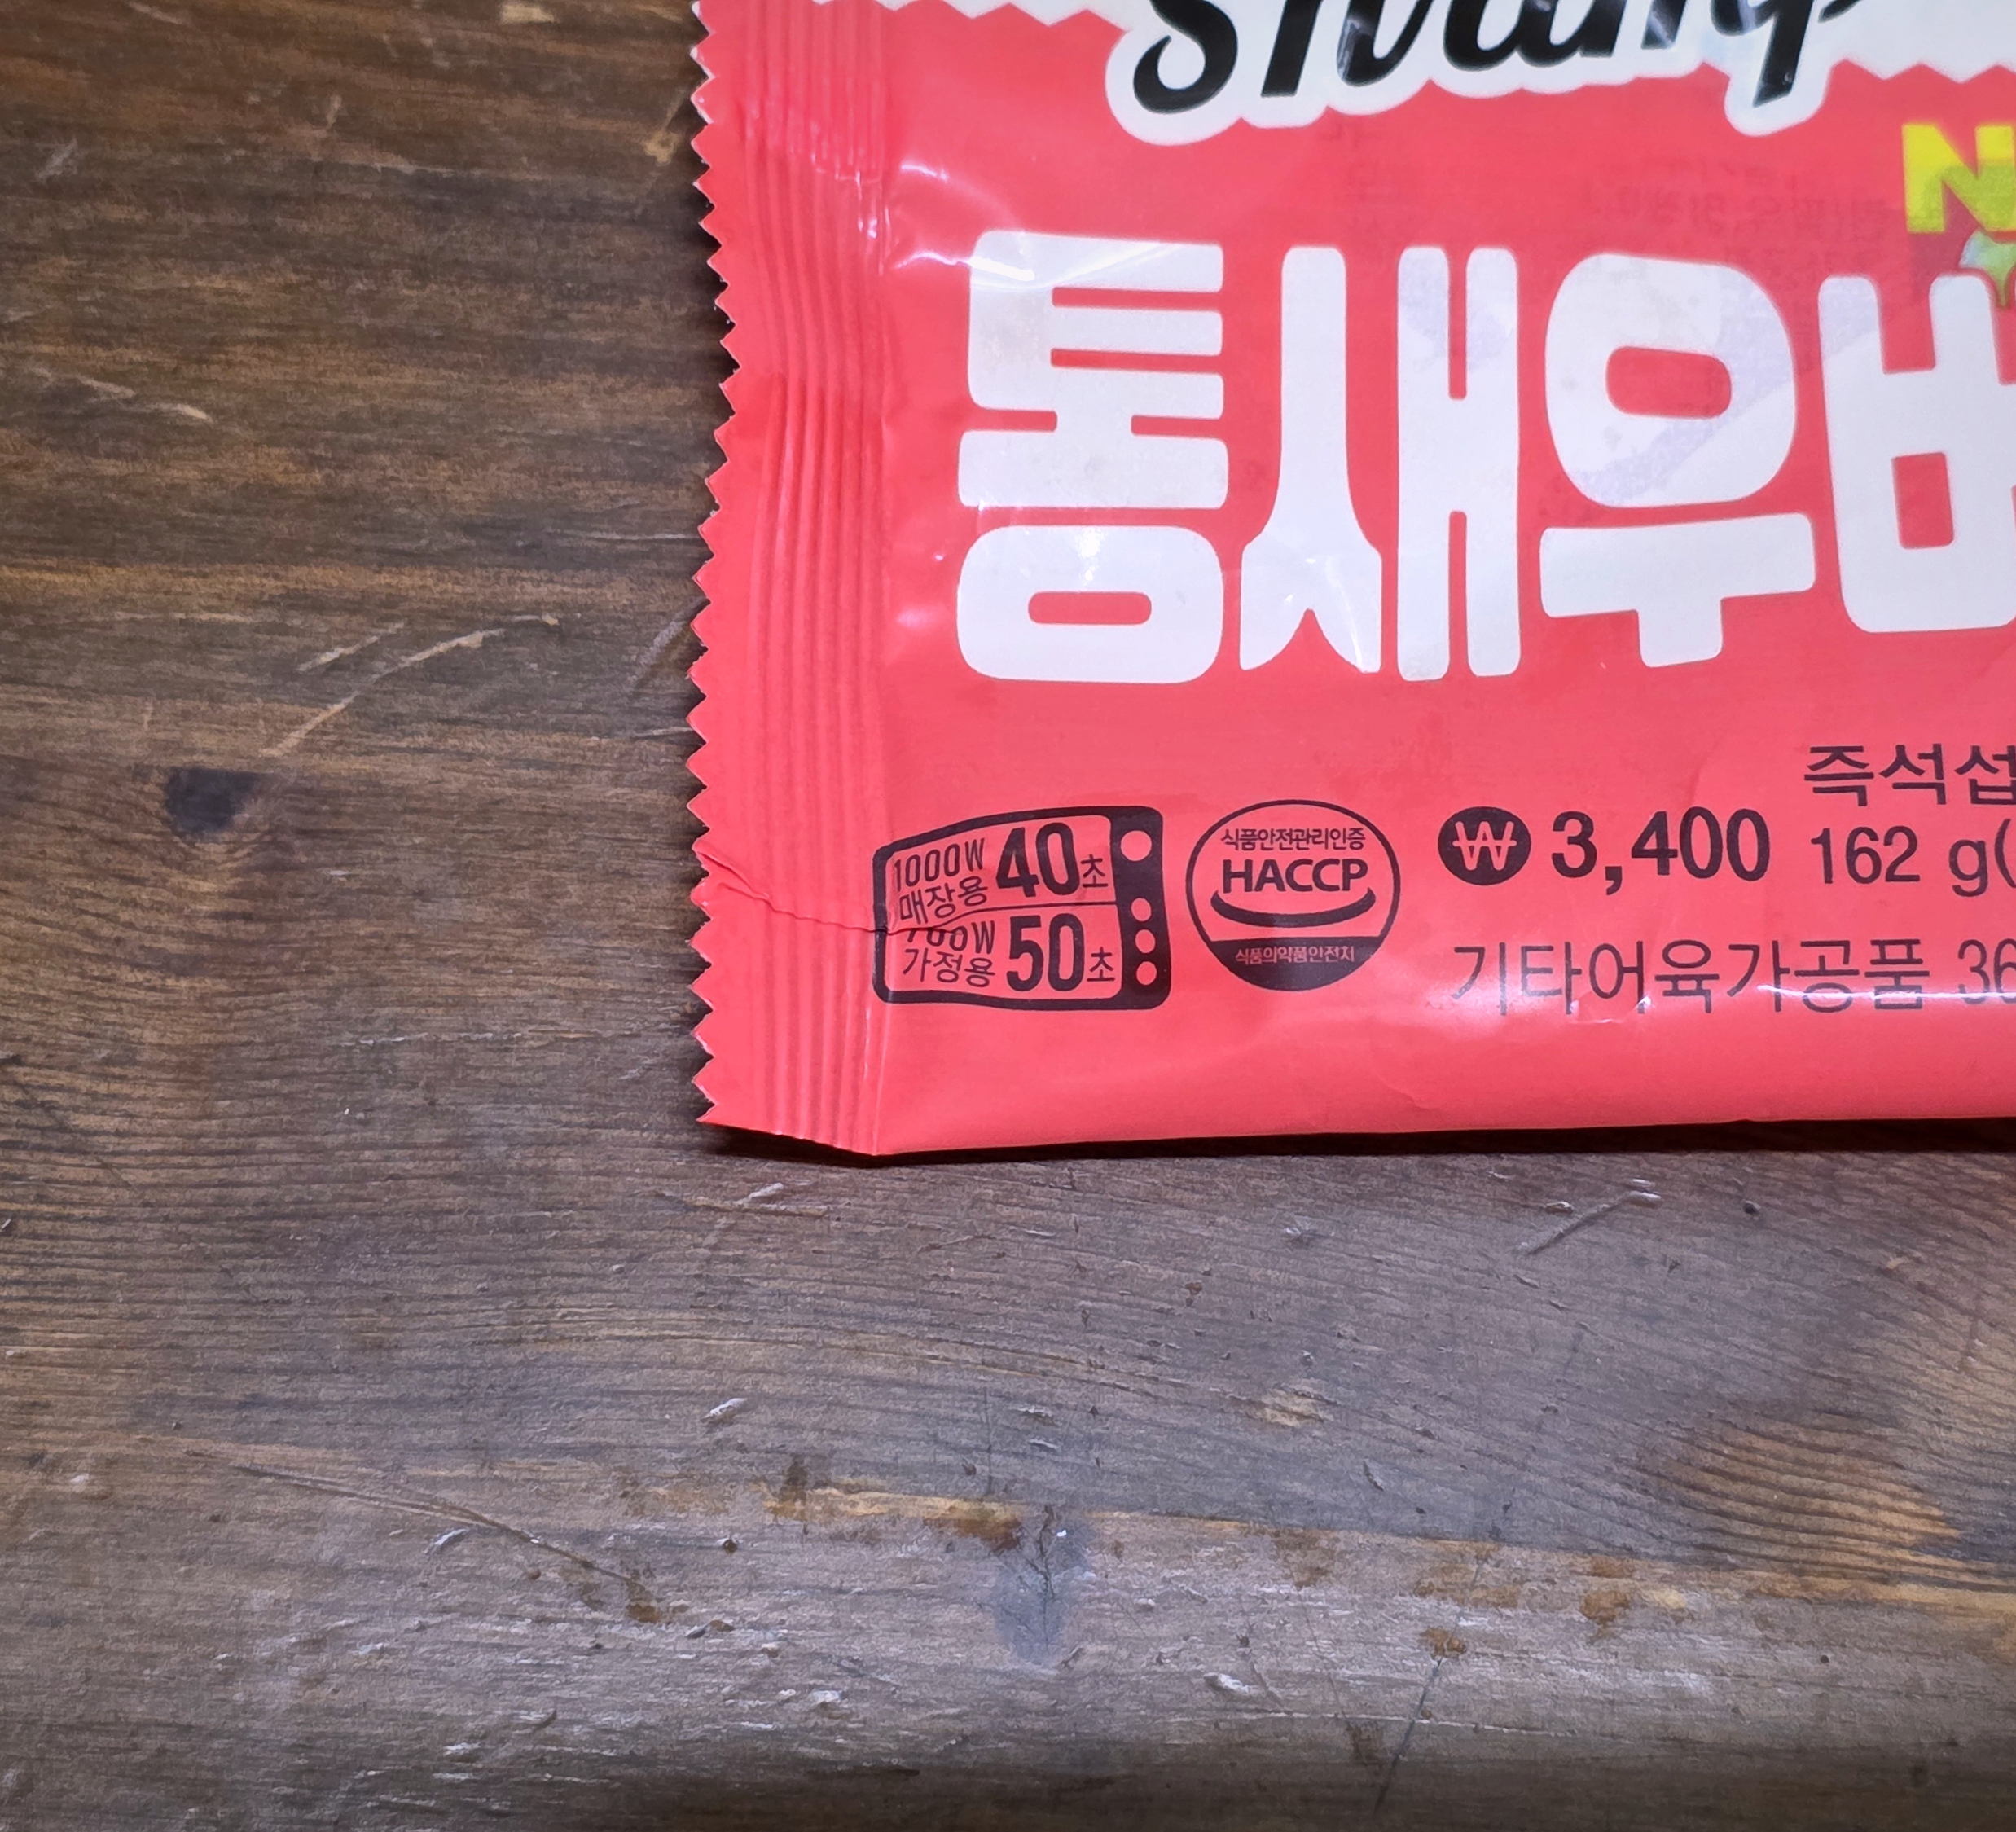 Shrimp
N
통새우버
1000W
매장용 40초
700W
가정용 50초
식품안전관리인증
HACCP
식품의약품안전처
₩ 3,400
즉석섭
162 g(
기타어육가공품 36